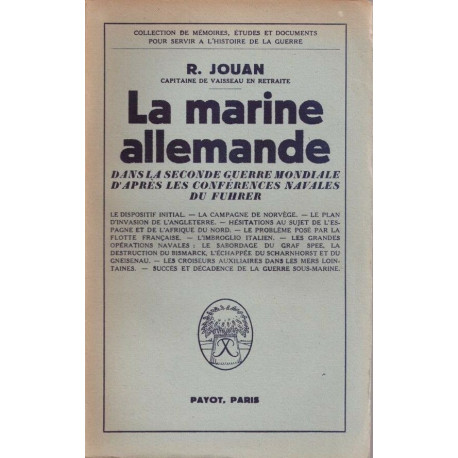 COLLECTION DE MÉMOIRES, ÉTUDES ET DOCUMENTS
POUR SERVIR A L'HISTOIRE DE LA GUERRE
R. JOUAN
CAPITAINE DE VAISSEAU EN RETRAITE
La marine
allemande
DANS LA SECONDE GUERRE MONDIALE
D'APRÈS LES CONFÉRENCES NAVALES
DU FUHRER
LE DISPOSITIF INITIAL. — LA CAMPAGNE DE NORVÉGE. — LE PLAN
D'INVASION DE L'ANGLETERRE. — HÉSITATIONS AU SUJET DE L'ES-
PAGNE ET DE L'AFRIQUE DU NORD. — LE PROBLÈME POSÉ PAR LA
FLOTTE FRANÇAISE. — L'IMBROGLIO ITALIEN. — LES GRANDES
OPÉRATIONS NAVALES : LE SABORDAGE DU GRAF SPEE, LA
DESTRUCTION DU BISMARCK, L'ÉCHAPPÉE DU SCHARNHORST ET DU
GNEISENAU. — LES CROISEURS AUXILIAIRES DANS LES MERS LOIN-
TAINES. — SUCCÈS ET DÉCADENCE DE LA GUERRE SOUS-MARINE.
PAYOT, PARIS